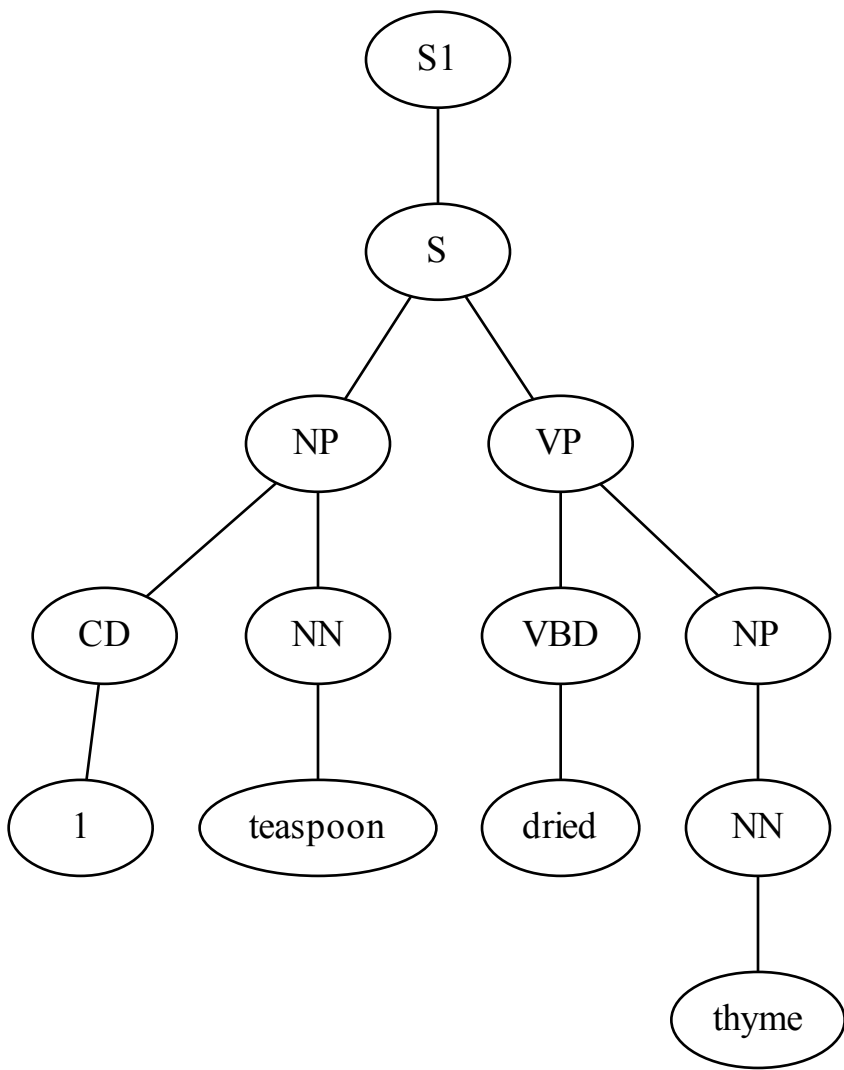 S1
S
NP VP
CD NN VBD NP
1 teaspoon dried NN
thyme